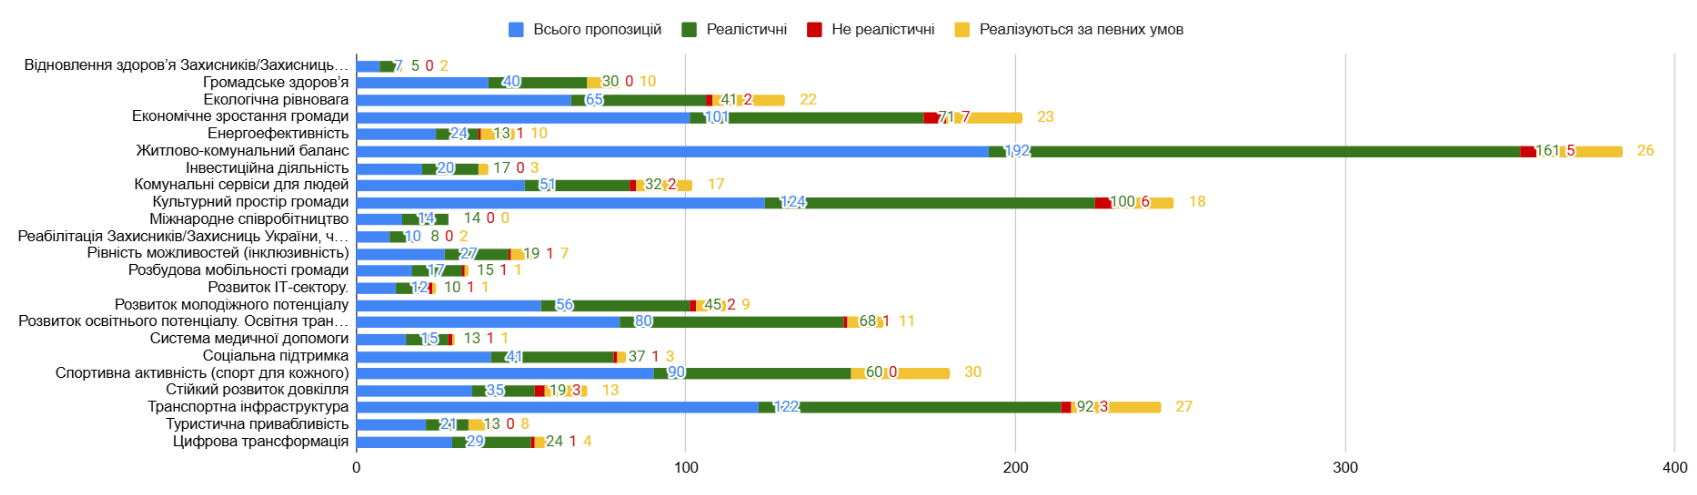 Всього пропозицій Реалістичні Не реалістичні Реалізуються за певних умов
Відновлення здоров’я Захисників/Захисниць… 7 5 0 2
Громадське здоров’я 40 30 0 10
Екологічна рівновага 65 41 2 22
Економічне зростання громади 101 71 7 23
Енергоефективність 24 13 1 10
Житлово-комунальний баланс 192 161 5 26
Інвестиційна діяльність 20 17 0 3
Комунальні сервіси для людей 51 32 2 17
Культурний простір громади 124 100 6 18
Міжнародне співробітництво 14 14 0 0
Реабілітація Захисників/Захисниць України, ч… 10 8 0 2
Рівність можливостей (інклюзивність) 27 19 1 7
Розбудова мобільності громади 17 15 1 1
Розвиток ІТ-сектору. 12 10 1 1
Розвиток молодіжного потенціалу 56 45 2 9
Розвиток освітнього потенціалу. Освітня тран… 80 68 1 11
Система медичної допомоги 15 13 1 1
Соціальна підтримка 41 37 1 3
Спортивна активність (спорт для кожного) 90 60 0 30
Стійкий розвиток довкілля 35 19 3 13
Транспортна інфраструктура 122 92 3 27
Туристична привабливість 21 13 0 8
Цифрова трансформація 29 24 1 4
0 100 200 300 400